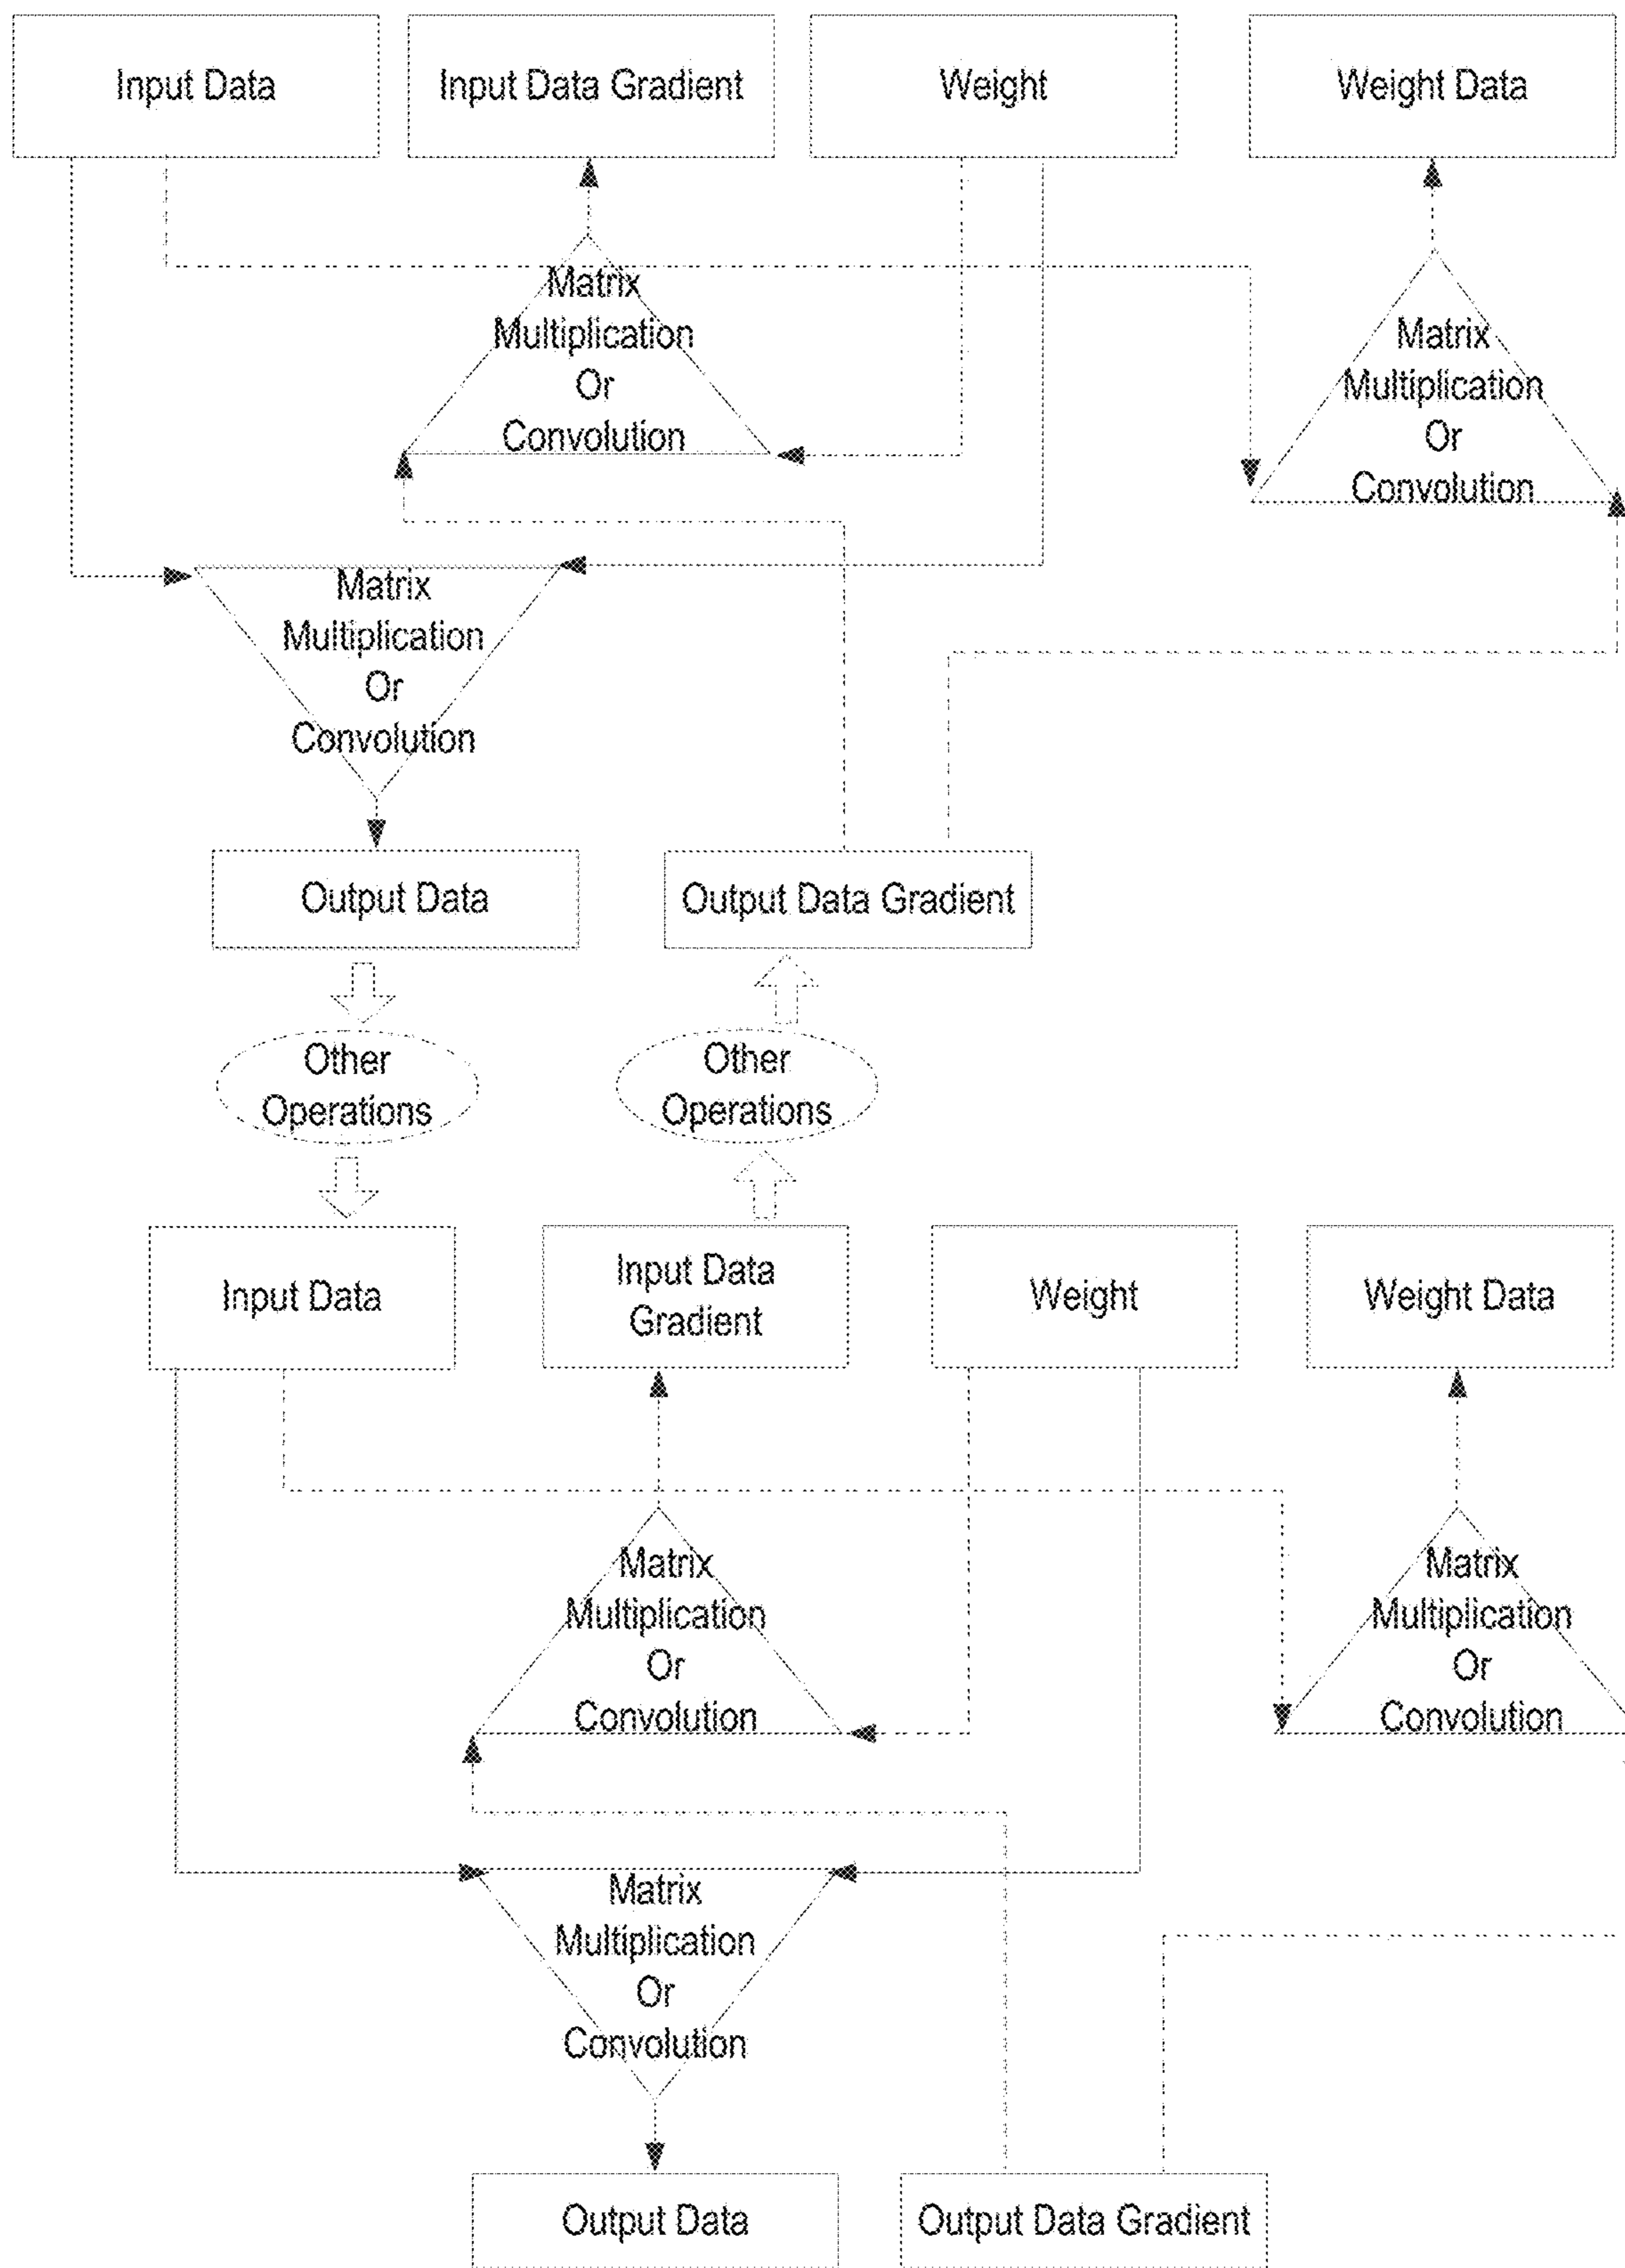 Input Data
Input Data Gradient
Weight
Weight Data
Matrix
Multiplication
Or
Convolution
Matrix
Multiplication
Or
Convolution
Matrix
Multiplication
Or
Convolution
Output Data
Output Data Gradient
Other
Operations
Other
Operations
Input Data
Input Data
Gradient
Weight
Weight Data
Matrix
Multiplication
Or
Convolution
Matrix
Multiplication
Or
Convolution
Matrix
Multiplication
Or
Convolution
Output Data
Output Data Gradient